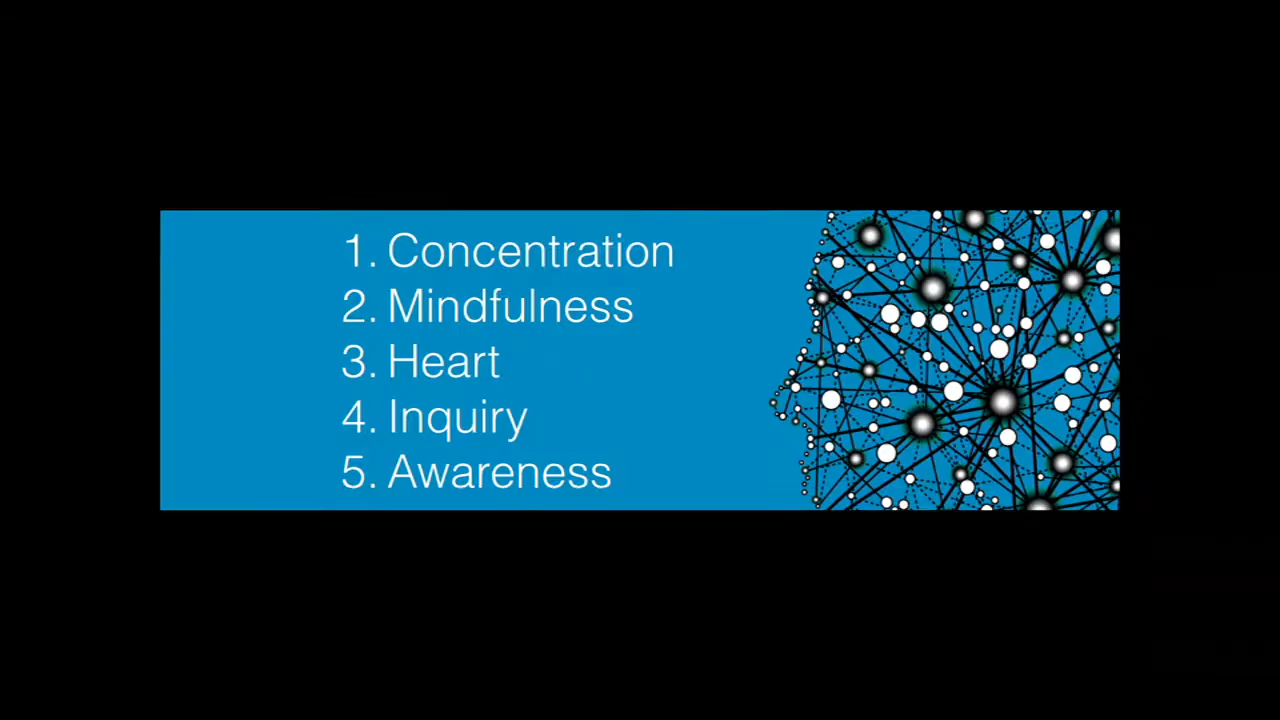 1. Concentration
2. Mindfulness
3. Heart
4. Inquiry
5. Awareness